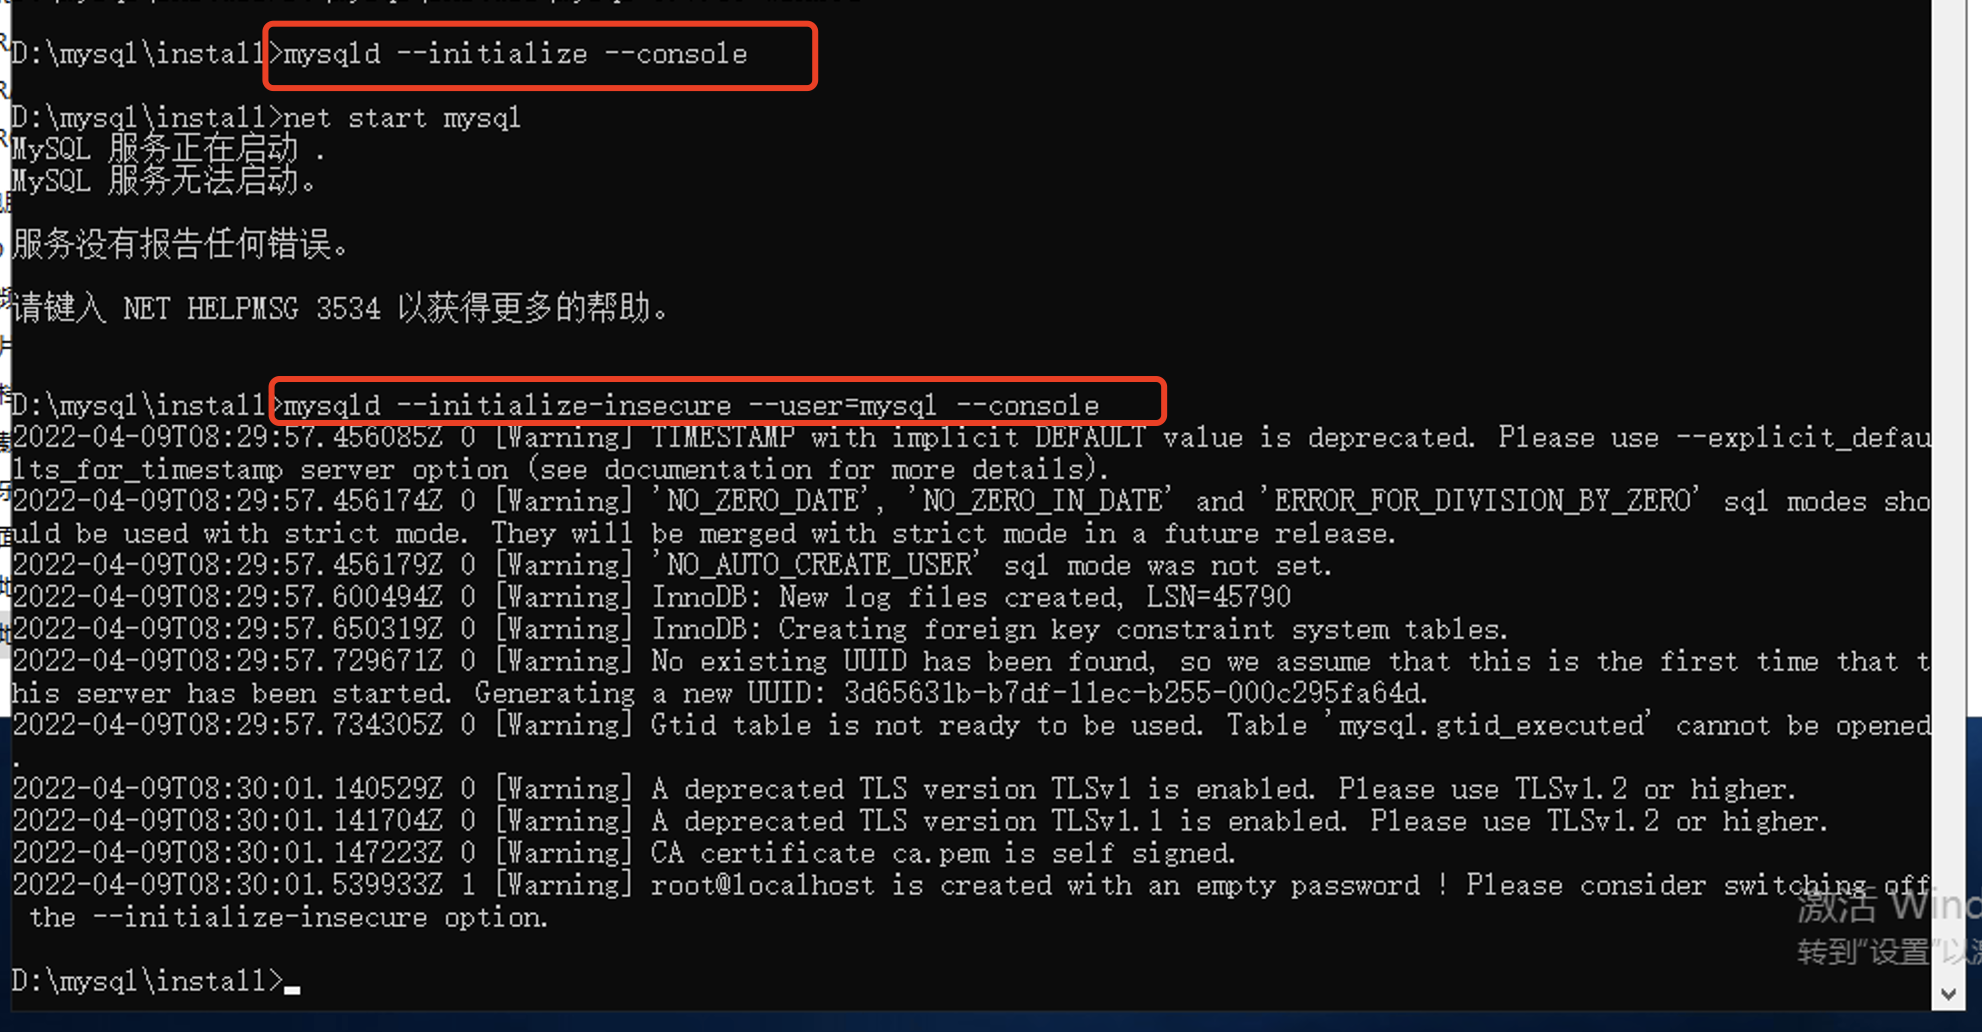 D:\mysql\install>mysqld --initialize --console
D:\mysql\install>net start mysql
MySQL 服务正在启动 .
MySQL 服务无法启动。
服务没有报告任何错误。
请键入 NET HELPMSG 3534 以获得更多的帮助。
D:\mysql\install>mysqld --initialize-insecure --user=mysql --console
2022-04-09T08:29:57.456085Z 0 [Warning] TIMESTAMP with implicit DEFAULT value is deprecated. Please use --explicit_defau
lts_for_timestamp server option (see documentation for more details).
2022-04-09T08:29:57.456174Z 0 [Warning] 'NO_ZERO_DATE', 'NO_ZERO_IN_DATE' and 'ERROR_FOR_DIVISION_BY_ZERO' sql modes sho
uld be used with strict mode. They will be merged with strict mode in a future release.
2022-04-09T08:29:57.456179Z 0 [Warning] 'NO_AUTO_CREATE_USER' sql mode was not set.
2022-04-09T08:29:57.600494Z 0 [Warning] InnoDB: New log files created, LSN=45790
2022-04-09T08:29:57.650319Z 0 [Warning] InnoDB: Creating foreign key constraint system tables.
2022-04-09T08:29:57.729671Z 0 [Warning] No existing UUID has been found, so we assume that this is the first time that t
his server has been started. Generating a new UUID: 3d65631b-b7df-11ec-b255-000c295fa64d.
2022-04-09T08:29:57.734305Z 0 [Warning] Gtid table is not ready to be used. Table 'mysql.gtid_executed' cannot be opened
.
2022-04-09T08:30:01.140529Z 0 [Warning] A deprecated TLS version TLSv1 is enabled. Please use TLSv1.2 or higher.
2022-04-09T08:30:01.141704Z 0 [Warning] A deprecated TLS version TLSv1.1 is enabled. Please use TLSv1.2 or higher.
2022-04-09T08:30:01.147223Z 0 [Warning] CA certificate ca.pem is self signed.
2022-04-09T08:30:01.539933Z 1 [Warning] root@localhost is created with an empty password ! Please consider switching off
 the --initialize-insecure option.
激活 Wind
转到"设置"以
D:\mysql\install>